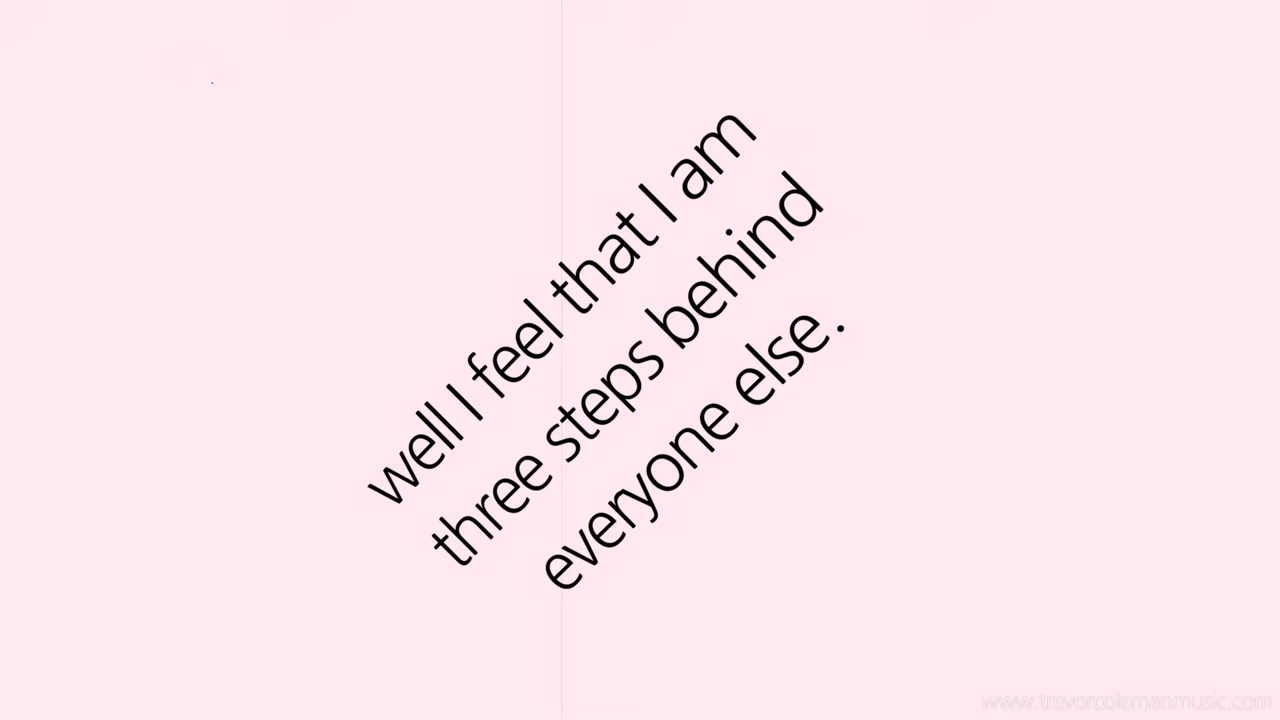 well I feel that I am
three steps behind
everyone else.
www.trevorcolemanmusic.com